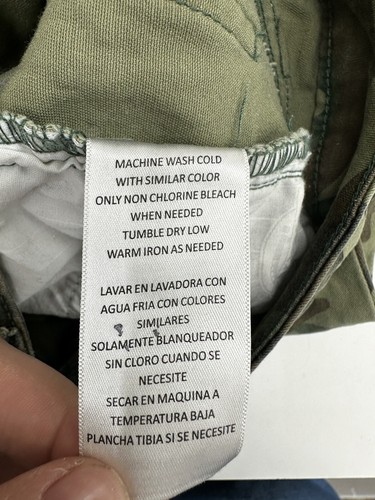 MACHINE WASH COLD
WITH SIMILAR COLOR
ONLY NON CHLORINE BLEACH
WHEN NEEDED
TUMBLE DRY LOW
WARM IRON AS NEEDED
LAVAR EN LAVADORA CON
AGUA FRIA CON COLORES
SIMILARES
SOLAMENTE BLANQUEADOR
SIN CLORO CUANDO SE
NECESITE
SECAR EN MAQUINA A
TEMPERATURA BAJA
PLANCHA TIBIA SI SE NECESITE